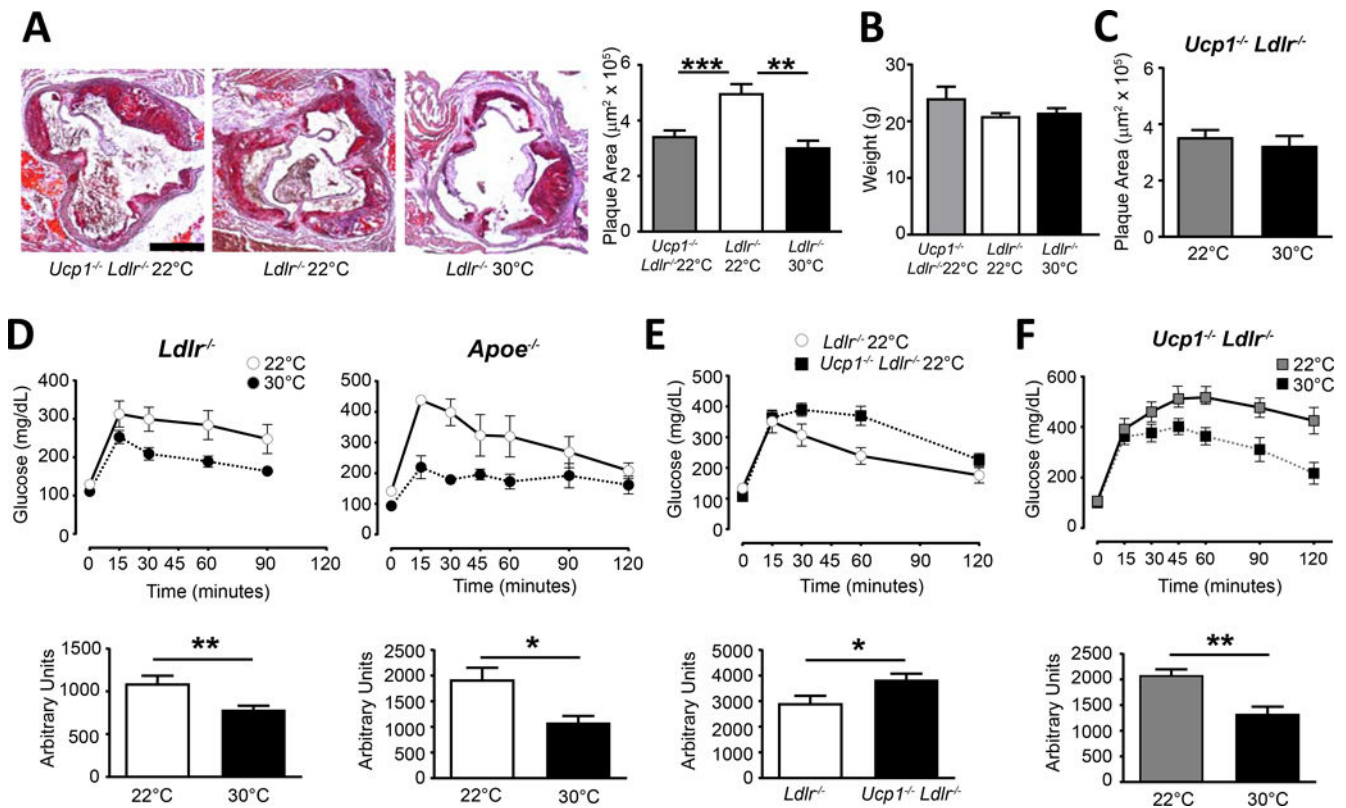 A
Ucp1-/- Ldlr-/- 22°C
Ldlr-/- 22°C
Ldlr-/- 30°C
Plaque Area (μm² x 10⁵)
6
4
2
0
***
**
Ucp1-/-
Ldlr-/-22°C
Ldlr-/-
22°C
Ldlr-/-
30°C
B
Weight (g)
30
20
10
0
Ucp1-/-
Ldlr-/-22°C
Ldlr-/-
22°C
Ldlr-/-
30°C
C
Ucp1-/- Ldlr-/-
Plaque Area (μm² x 10⁵)
6
4
2
0
22°C
30°C
D
Ldlr-/-
22°C
30°C
Glucose (mg/dL)
400
300
200
100
0
0 15 30 45 60 90 120
Time (minutes)
Apoe-/-
500
400
300
200
100
0
0 15 30 45 60 90 120
Time (minutes)
E
Ldlr-/- 22°C
Ucp1-/- Ldlr-/- 22°C
Glucose (mg/dL)
500
400
300
200
100
0
0 15 30 45 60 90 120
Time (minutes)
F
Ucp1-/- Ldlr-/-
22°C
30°C
Glucose (mg/dL)
600
400
200
0
0 15 30 45 60 90 120
Time (minutes)
Arbitrary Units
1500
1000
500
0
**
22°C
30°C
Arbitrary Units
2500
2000
1500
1000
500
0
*
22°C
30°C
Arbitrary Units
6000
5000
4000
3000
2000
1000
0
*
Ldlr-/-
Ucp1-/- Ldlr-/-
Arbitrary Units
2500
2000
1500
1000
500
0
**
22°C
30°C